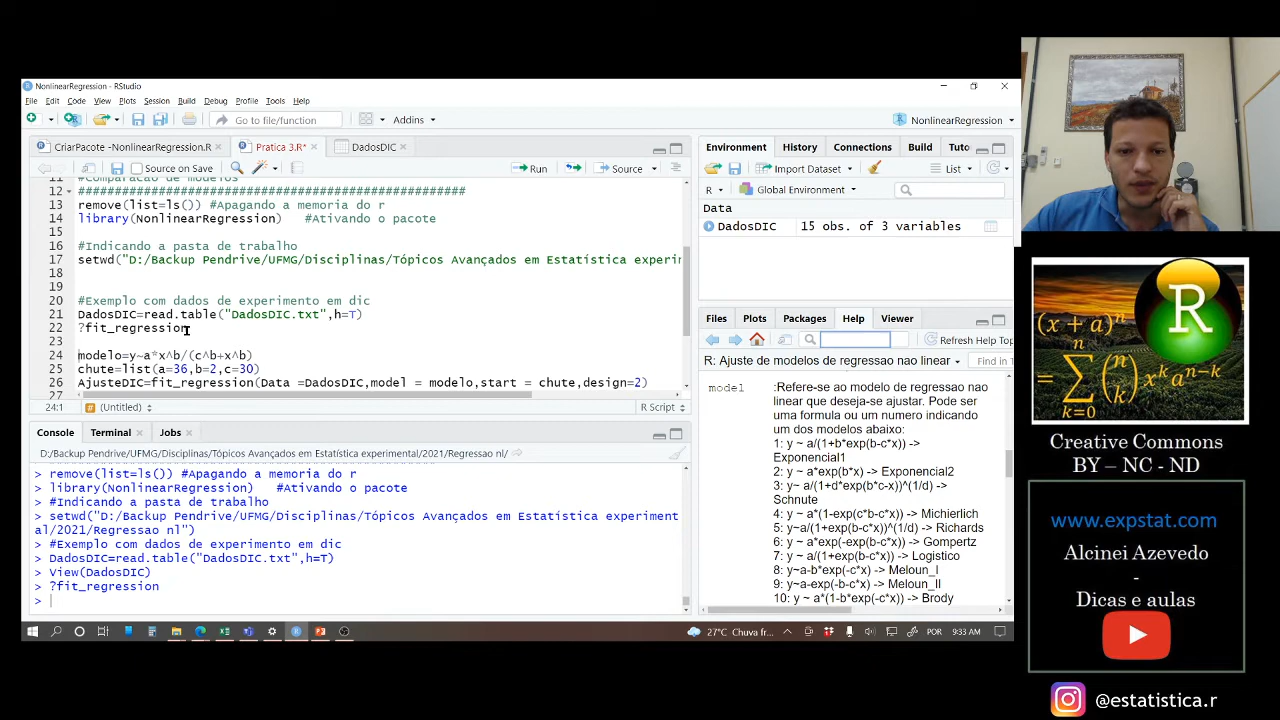 NonlinearRegression - RStudio
File Edit Code View Plots Session Build Debug Profile Tools Help
Go to file/function
Addins
NonlinearRegression
CriarPacote -NonlinearRegression.R
Pratica 3.R*
DadosDIC
Source on Save
Run
Source
11 #Comparacao de modelos
12 ##################################################
13 remove(list=ls()) #Apagando a memoria do r
14 library(NonlinearRegression) #Ativando o pacote
15
16 #Indicando a pasta de trabalho
17 setwd("D:/Backup Pendrive/UFMG/Disciplinas/Tópicos Avançados em Estatística experin
18
19
20 #Exemplo com dados de experimento em dic
21 DadosDIC=read.table("DadosDIC.txt",h=T)
22 ?fit_regression
23
24 modelo=y~a*x^b/(c^b+x^b)
25 chute=list(a=36,b=2,c=30)
26 AjusteDIC=fit_regression(Data =DadosDIC,model = modelo,start = chute,design=2)
27
24:1
(Untitled)
R Script
Console Terminal Jobs
D:/Backup Pendrive/UFMG/Disciplinas/Tópicos Avançados em Estatística experimental/2021/Regressao nl/
> remove(list=ls()) #Apagando a memoria do r
> library(NonlinearRegression) #Ativando o pacote
> #Indicando a pasta de trabalho
> setwd("D:/Backup Pendrive/UFMG/Disciplinas/Tópicos Avançados em Estatística experiment
al/2021/Regressao nl")
> #Exemplo com dados de experimento em dic
> DadosDIC=read.table("DadosDIC.txt",h=T)
> View(DadosDIC)
> ?fit_regression
>
Environment History Connections Build Tuto
Import Dataset
List
R
Global Environment
Data
DadosDIC 15 obs. of 3 variables
Files Plots Packages Help Viewer
Refresh Help Top
R: Ajuste de modelos de regressao nao linear
Find in T
model :Refere-se ao modelo de regressao nao
linear que deseja-se ajustar. Pode ser
uma formula ou um numero indicando
um dos modelos abaixo:
1: y ~ a/(1+b*exp(b-c*x)) ->
Exponencial1
2: y ~ a*exp(b*x) -> Exponencial2
3: y ~ a/(1+d*exp(b*c-x))^(1/d) ->
Schnute
4: y ~ a*(1-exp(c*b-c*x)) -> Michierlich
5: y~a/(1+exp(b-c*x))^(1/d) -> Richards
6: y ~ a*exp(-exp(b-c*x)) -> Gompertz
7: y ~ a/(1+exp(b-c*x)) -> Logistico
8: y~a-b*exp(-c*x) -> Meloun_I
9: y~a-exp(-b-c*x) -> Meloun_II
10: y ~ a*(1-b*exp(-c*x)) -> Brody
27°C Chuva fr...
POR
9:33 AM
R
(x + a)^n
= ∑_{k=0}^{n} (n k) x^k a^{n-k}
Creative Commons
BY – NC - ND
www.expstat.com
Alcinei Azevedo
-
Dicas e aulas
@estatistica.r